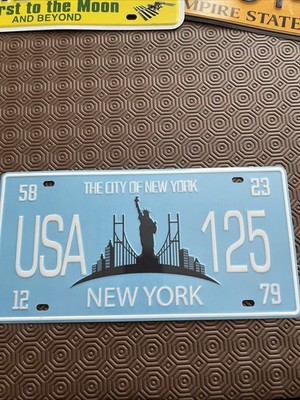 rst to the Moon
AND BEYOND
MPIRE STATE
58 THE CITY OF NEW YORK 23
USA 125
12 NEW YORK 79